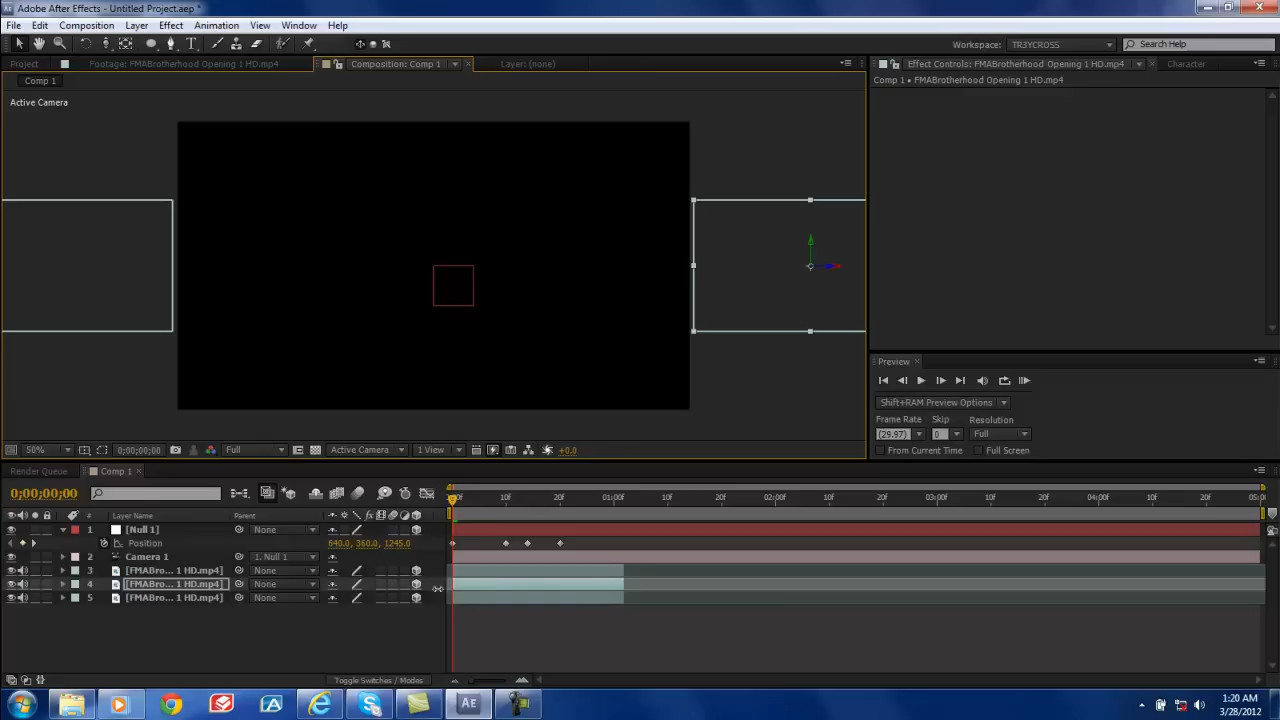 Adobe After Effects - Untitled Project.aep *
File Edit Composition Layer Effect Animation View Window Help
Workspace: TR3YCROSS Search Help
Project Footage: FMABrotherhood Opening 1 HD.mp4 Composition: Comp 1 Layer: (none) Effect Controls: FMABrotherhood Opening 1 HD.mp4 Character
Comp 1 Comp 1 • FMABrotherhood Opening 1 HD.mp4
Active Camera
Preview
Shift+RAM Preview Options
Frame Rate Skip Resolution
(29.97) 0 Full
From Current Time Full Screen
50% 0;00;00;00 Full Active Camera 1 View +0.0
Render Queue Comp 1
0;00;00;00 10f 20f 01:00f 10f 20f 02:00f 10f 20f 03:00f 10f 20f 04:00f 10f 20f 05:00
# Layer Name Parent
1 [Null 1] None
Position 640.0, 360.0, 1245.0
2 Camera 1 1. Null 1
3 [FMABro... 1 HD.mp4] None
4 [FMABro... 1 HD.mp4] None
5 [FMABro... 1 HD.mp4] None
Toggle Switches / Modes
1:20 AM
3/28/2012